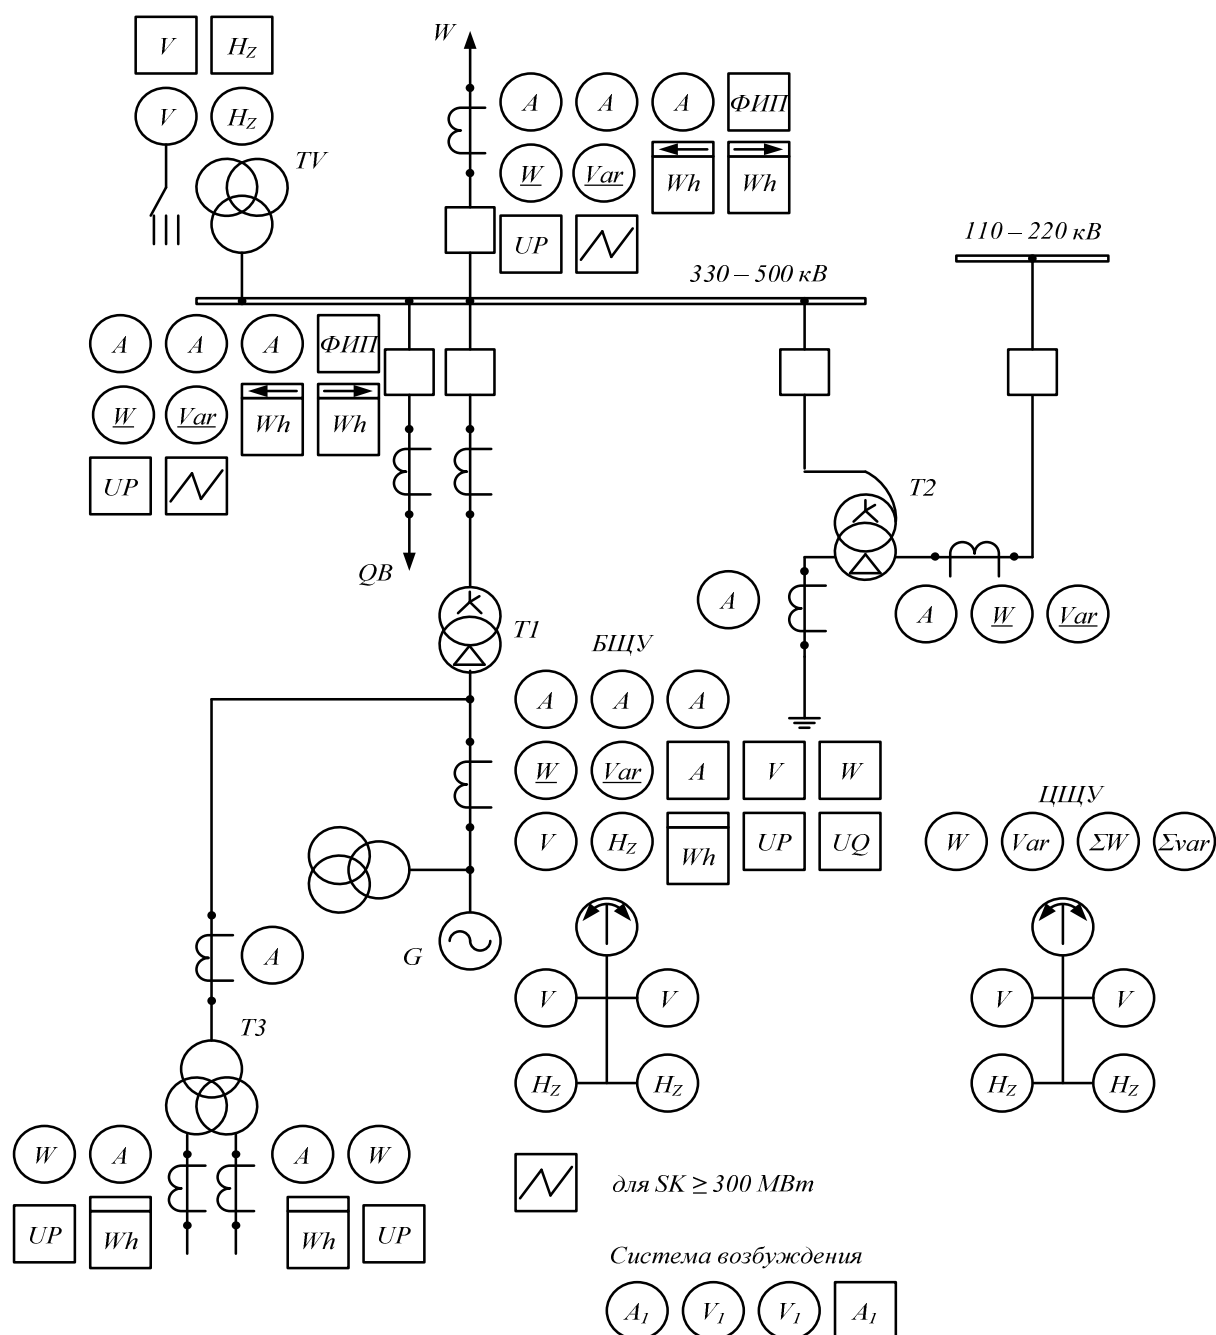 V H_Z
W
A A A ФИП
V H_Z
TV
W Var Wh Wh
UP
110 – 220 кВ
330 – 500 кВ
A A A ФИП
W Var Wh Wh
UP
T2
QB
A
A W Var
T1
БЩУ
A A A
W Var A V W
ЦЩУ
V H_Z Wh UP UQ
W Var ΣW Σvar
G
A
V V
V V
T3
H_Z H_Z
H_Z H_Z
W A A W
UP Wh Wh UP
для SK ≥ 300 МВт
Система возбуждения
A_1 V_1 V_1 A_1